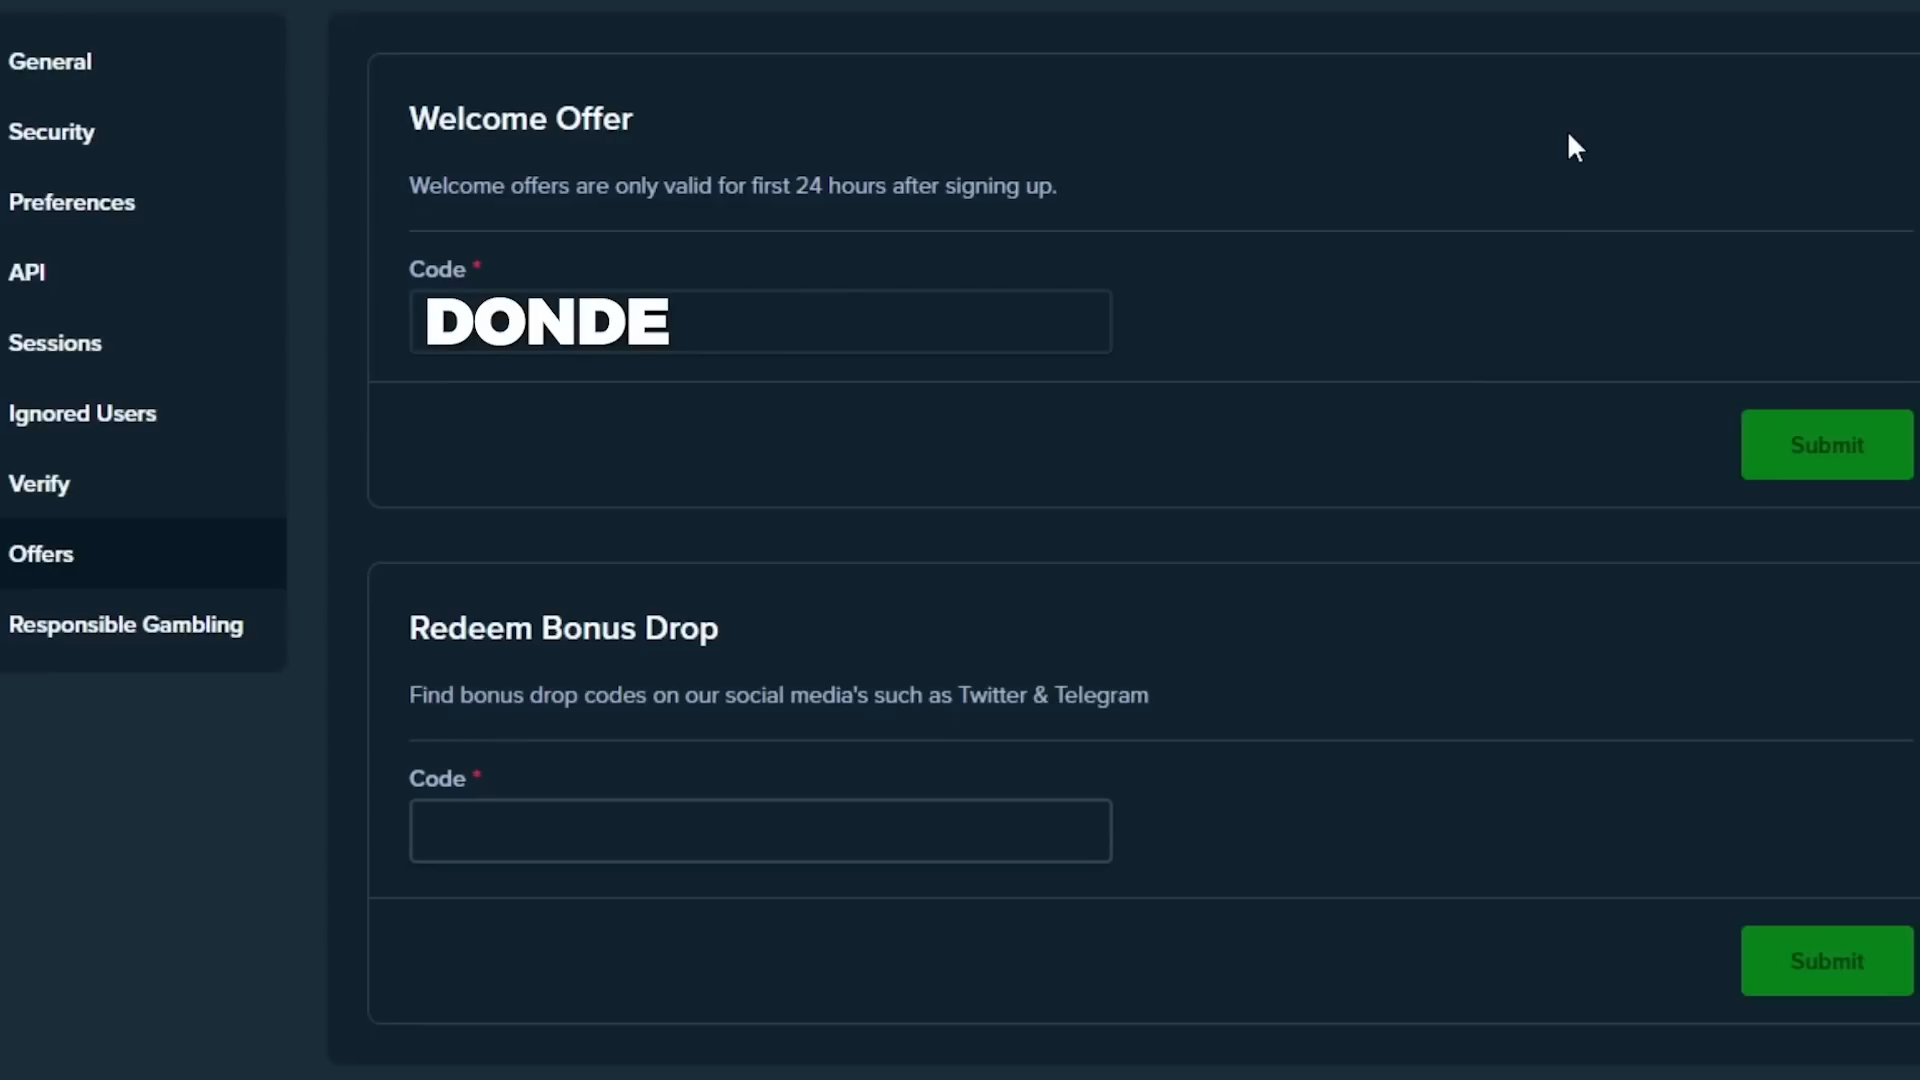 General
Security
Preferences
API
Sessions
Ignored Users
Verify
Offers
Responsible Gambling
Welcome Offer
Welcome offers are only valid for first 24 hours after signing up.
Code *
DONDE
Submit
Redeem Bonus Drop
Find bonus drop codes on our social media's such as Twitter & Telegram
Code *
Submit